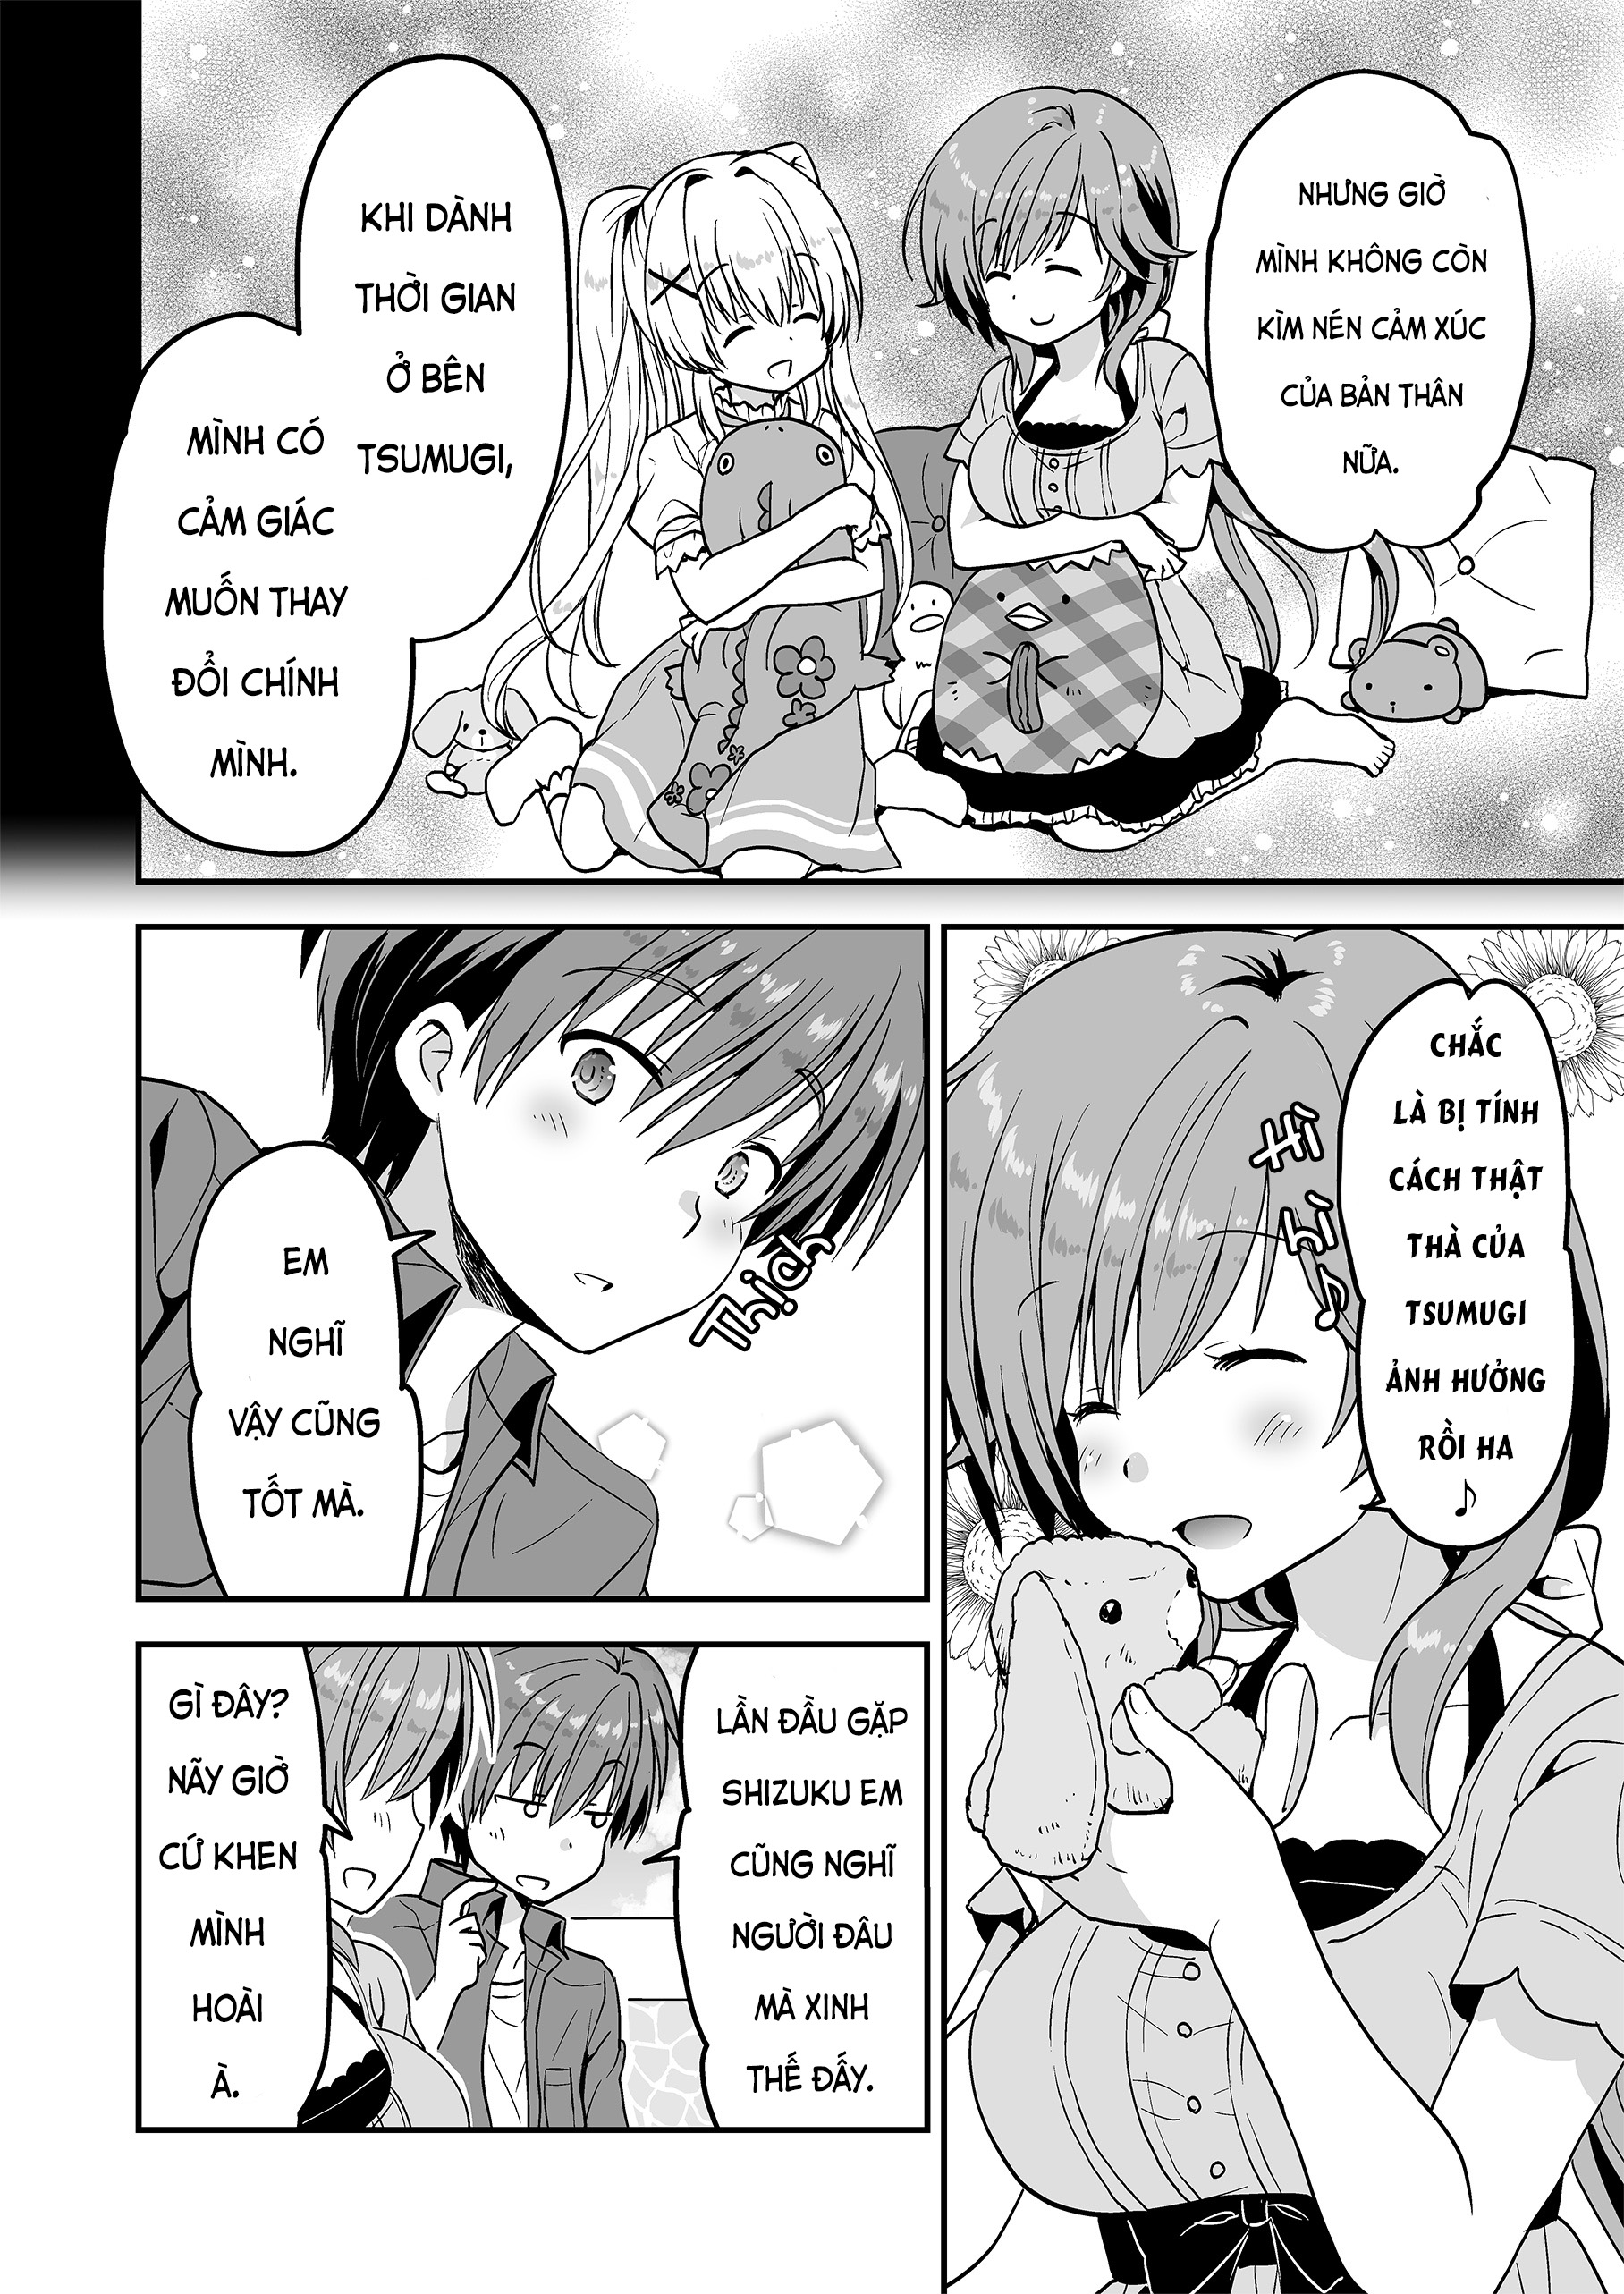 NHƯNG GIỜ
MÌNH KHÔNG CÒN
KÌM NÉN CẢM XÚC
CỦA BẢN THÂN
NỮA.
KHI DÀNH
THỜI GIAN
Ở BÊN
TSUMUGI,
MÌNH CÓ
CẢM GIÁC
MUỐN THAY
ĐỔI CHÍNH
MÌNH.
CHẮC
LÀ BỊ TÍNH
CÁCH THẬT
THÀ CỦA
TSUMUGI
ẢNH HƯỞNG
RỒI HA
♪
Hì
hì
♪
Thịch
EM
NGHĨ
VẬY CŨNG
TỐT MÀ.
LẦN ĐẦU GẶP
SHIZUKU EM
CŨNG NGHĨ
NGƯỜI ĐÂU
MÀ XINH
THẾ ĐẤY.
GÌ ĐÂY?
NÃY GIỜ
CỨ KHEN
MÌNH
HOÀI
À.